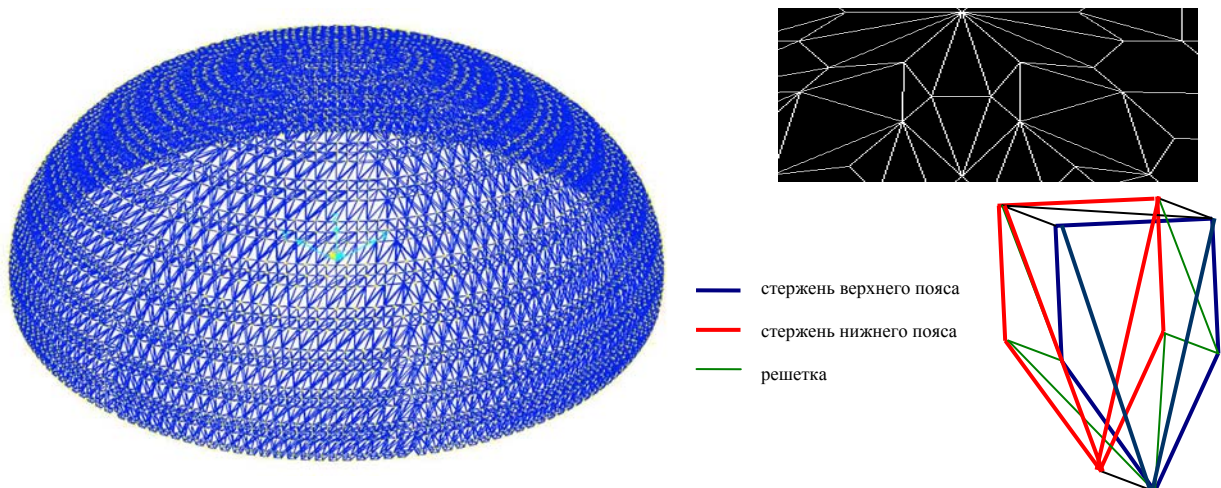 стержень верхнего пояса
стержень нижнего пояса
решетка